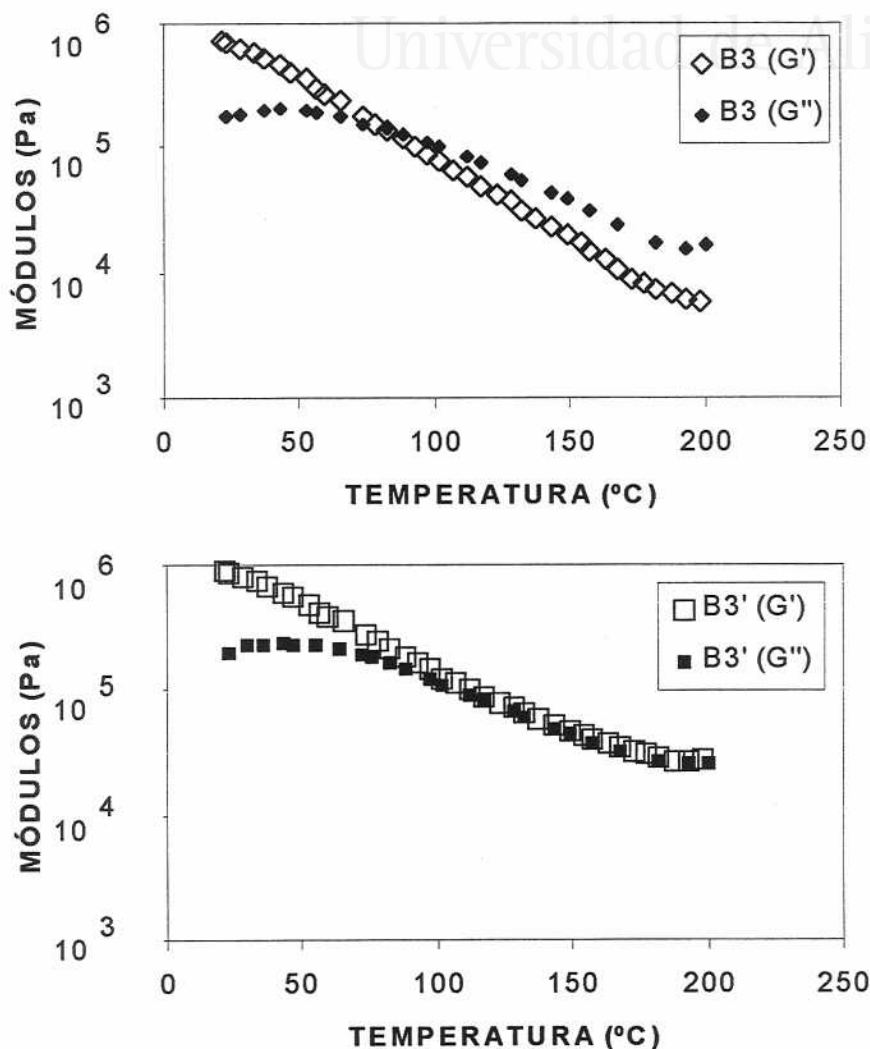 Universidad de Ali
10 6
B3 (G')
B3 (G")
10 5
10 4
10 3
MÓDULOS (Pa)
0 50 100 150 200 250
TEMPERATURA (ºC)
10 6
B3' (G')
B3' (G")
10 5
10 4
10 3
MÓDULOS (Pa)
0 50 100 150 200 250
TEMPERATURA (ºC)